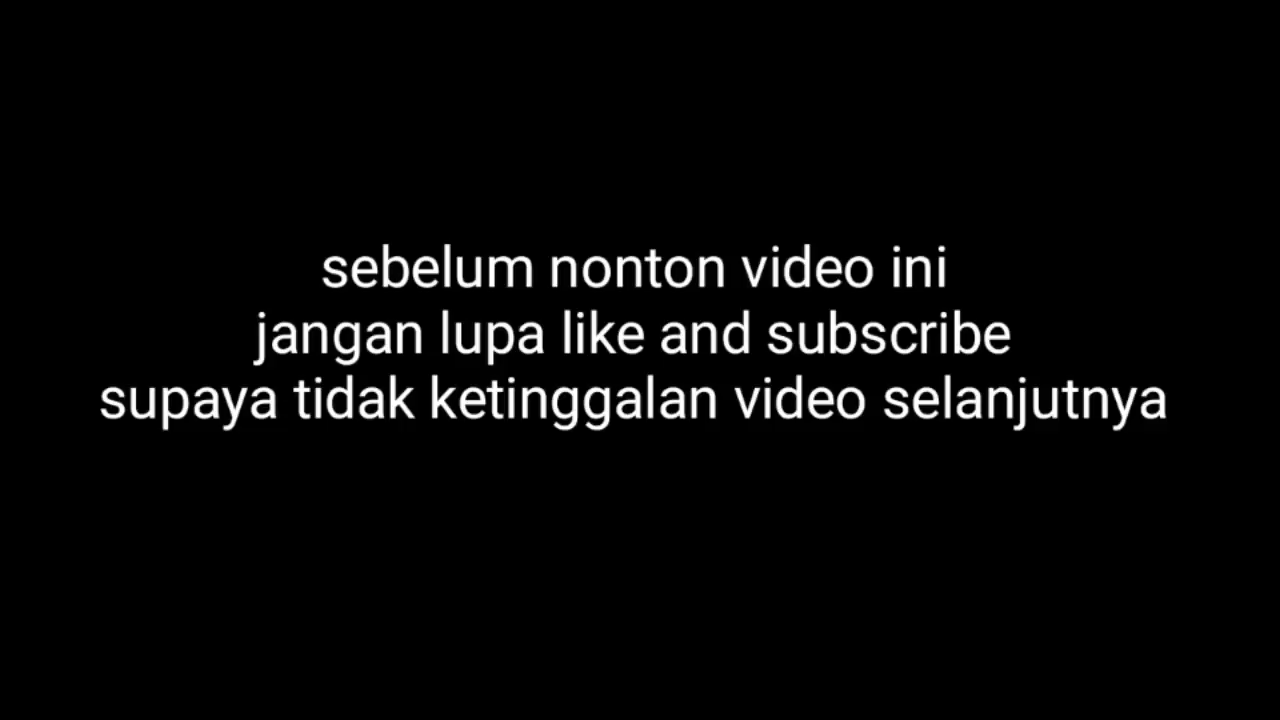 sebelum nonton video ini
jangan lupa like and subscribe
supaya tidak ketinggalan video selanjutnya